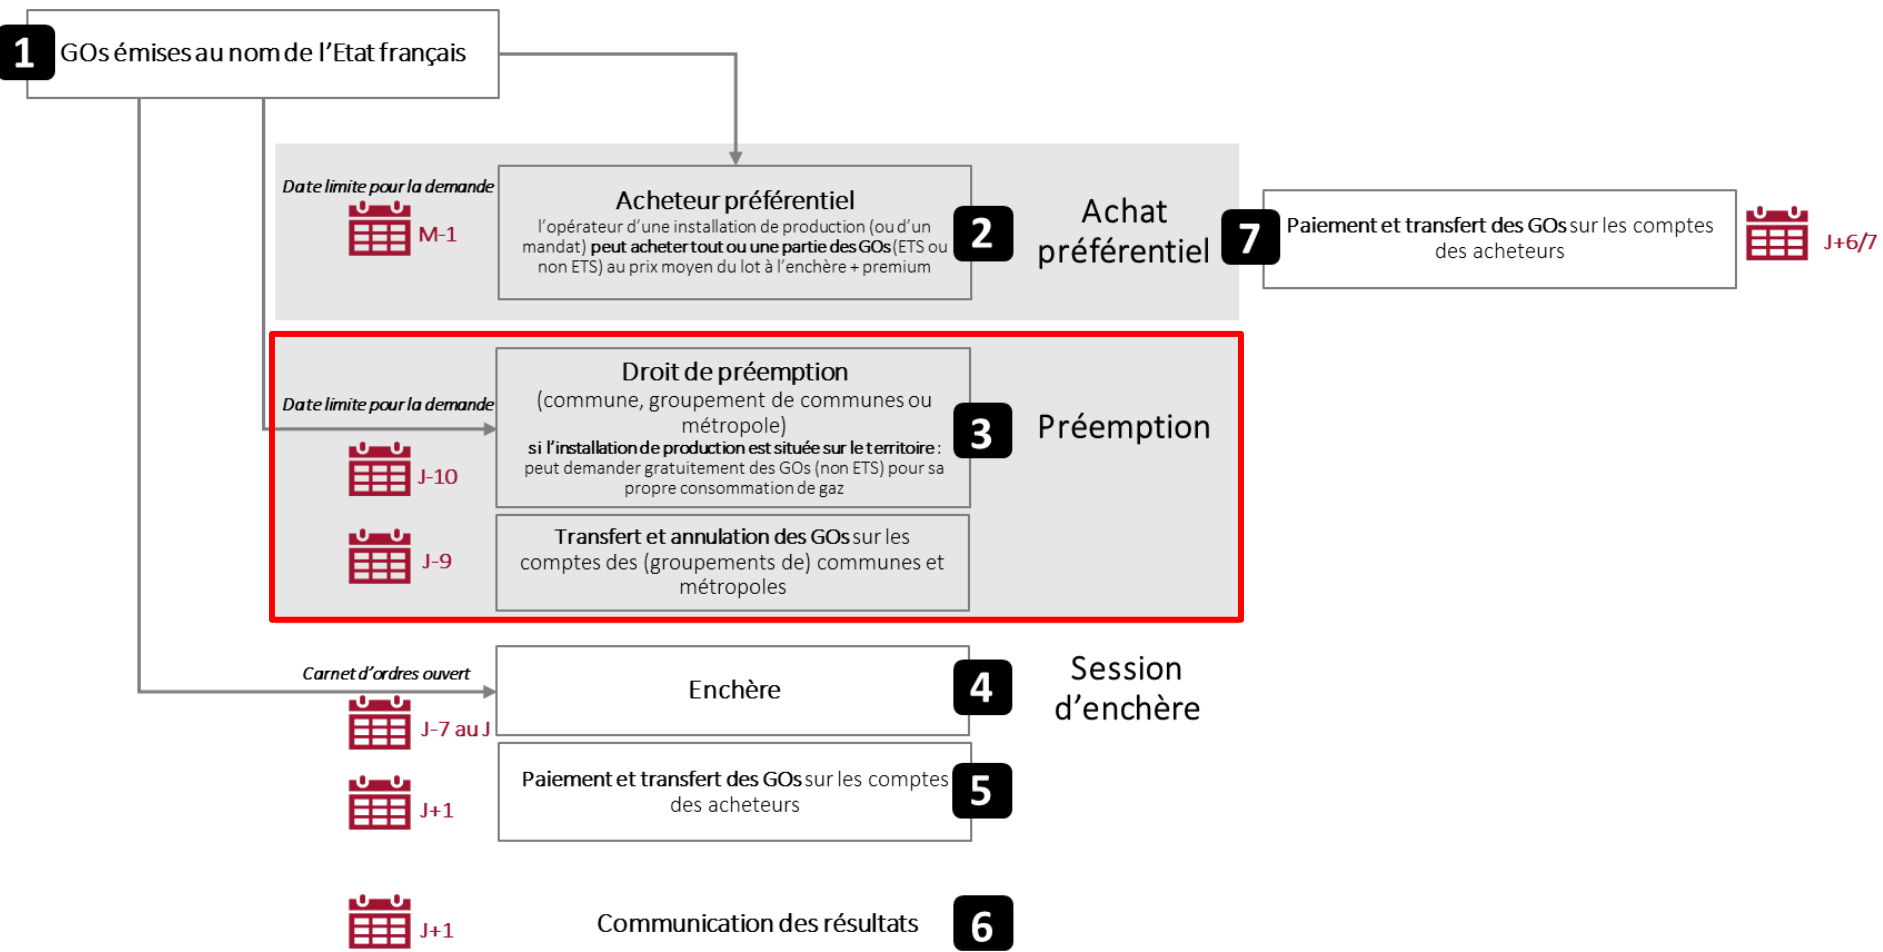 1
GOs émises au nom de l'Etat français
Date limite pour la demande
M-1
Acheteur préférentiel
l'opérateur d'une installation de production (ou d'un
mandat) peut acheter tout ou une partie des GOs (ETS ou
non ETS) au prix moyen du lot à l'enchère + premium
2
Achat
préférentiel
7
Paiement et transfert des GOs sur les comptes
des acheteurs
J+6/7
Date limite pour la demande
J-10
Droit de préemption
(commune, groupement de communes ou
métropole)
si l'installation de production est située sur le territoire :
peut demander gratuitement des GOs (non ETS) pour sa
propre consommation de gaz
3
Préemption
J-9
Transfert et annulation des GOs sur les
comptes des (groupements de) communes et
métropoles
Carnet d'ordres ouvert
J-7 au J
Enchère
4
Session
d'enchère
J+1
Paiement et transfert des GOs sur les comptes
des acheteurs
5
J+1
Communication des résultats
6